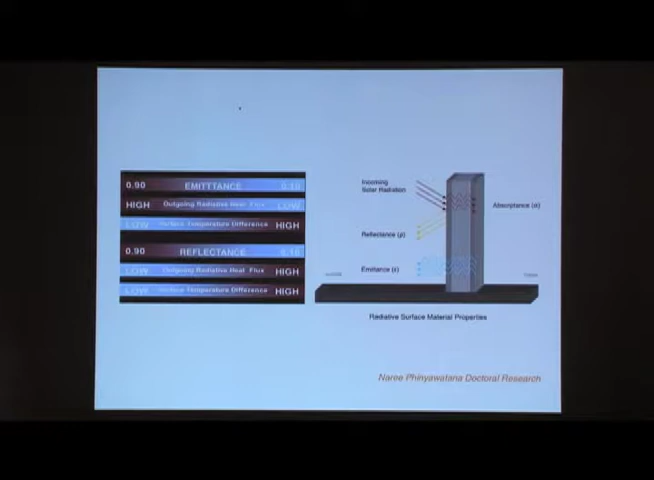 0.90 EMITTTANCE 0.10
HIGH Outgoing Radiative Heat Flux LOW
LOW Surface Temperature Difference HIGH
0.90 REFLECTANCE 0.10
LOW Outgoing Radiative Heat Flux HIGH
LOW Surface Temperature Difference HIGH
Incoming
Solar Radiation
Absorptance (α)
Reflectance (ρ)
Emittance (ε)
Radiative Surface Material Properties
Naree Phinyawatana Doctoral Research